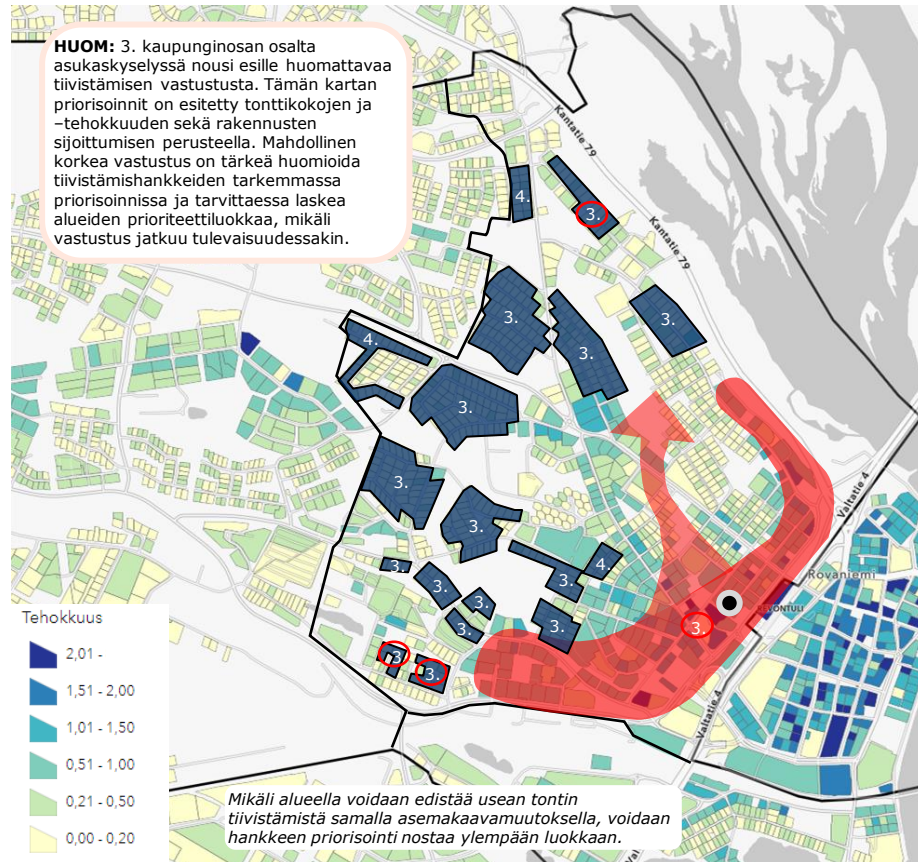 HUOM: 3. kaupunginosan osalta
asukaskyselyssä nousi esille huomattavaa
tiivistämisen vastustusta. Tämän kartan
priorisoinnit on esitetty tonttikokojen ja
–tehokkuuden sekä rakennusten
sijoittumisen perusteella. Mahdollinen
korkea vastustus on tärkeä huomioida
tiivistämishankkeiden tarkemmassa
priorisoinnissa ja tarvittaessa laskea
alueiden prioriteettiluokkaa, mikäli
vastustus jatkuu tulevaisuudessakin.
Kantatie 79
4.
3.
Kantatie 79
3.
3.
4.
3.
3.
3.
3.
Valtatie 4
3.
3.
4.
Rovaniemi
3.
3.
3.
3.
3.
3.
3.
Valtatie 4
Tehokkuus
2,01 -
1,51 - 2,00
1,01 - 1,50
0,51 - 1,00
0,21 - 0,50
0,00 - 0,20
Mikäli alueella voidaan edistää usean tontin
tiivistämistä samalla asemakaavamuutoksella, voidaan
hankkeen priorisointi nostaa ylempään luokkaan.